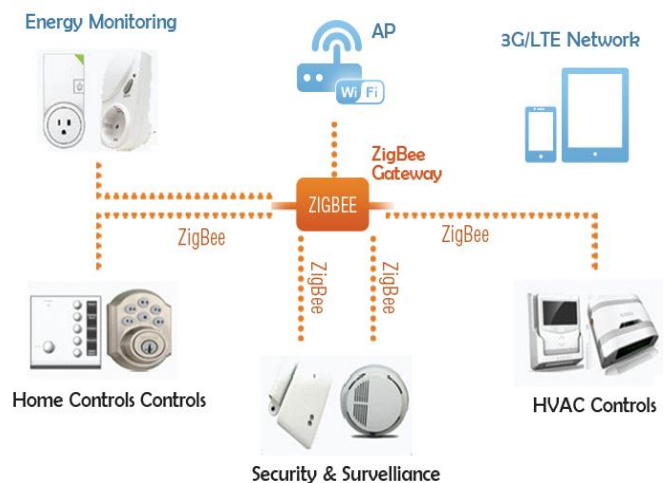 Energy Monitoring
AP
3G/LTE Network
Wi Fi
ZigBee
Gateway
ZIGBEE
ZigBee
ZigBee
ZigBee
ZigBee
Home Controls Controls
HVAC Controls
Security & Survelliance